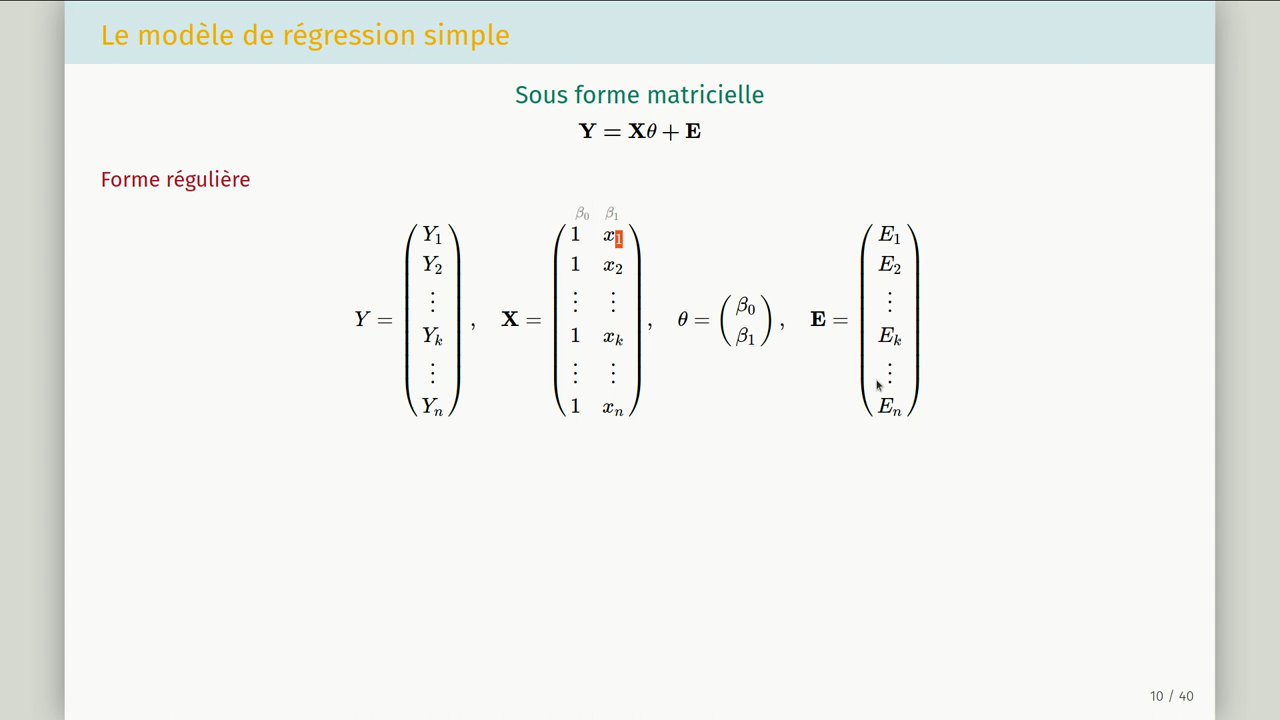 Le modèle de régression simple
Sous forme matricielle
Y = Xθ + E
Forme régulière
β₀ β₁
Y = (Y₁ Y₂ ⋮ Yₖ ⋮ Yₙ), X = (1 x₁ 1 x₂ ⋮ ⋮ 1 xₖ ⋮ ⋮ 1 xₙ), θ = (β₀ β₁), E = (E₁ E₂ ⋮ Eₖ ⋮ Eₙ)
10 / 40